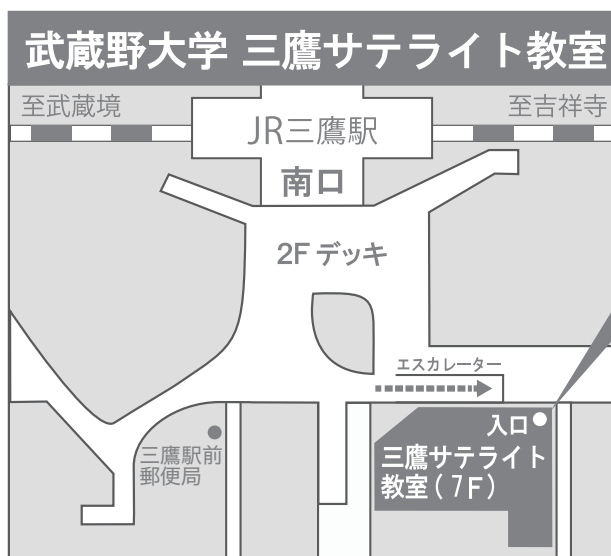 武蔵野大学 三鷹サテライト教室
至武蔵境
至吉祥寺
JR三鷹駅
南口
2Fデッキ
エスカレーター
入口
三鷹サテライト
教室(7F)
三鷹駅前
郵便局